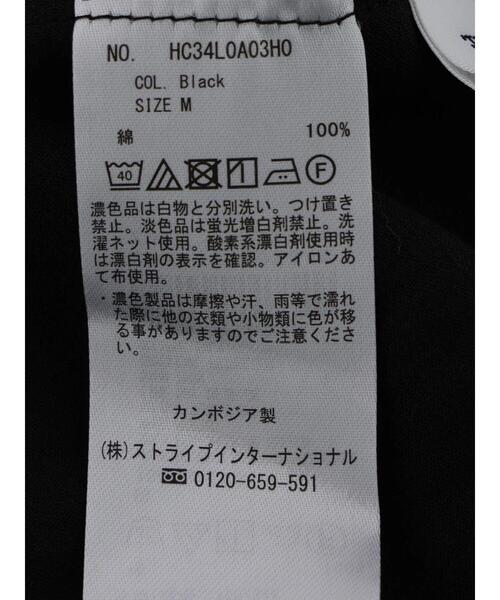 NO. HC34L0A03H0
COL. Black
SIZE M
綿 100%
40 F
濃色品は白物と分別洗い。つけ置き
禁止。淡色品は蛍光増白剤禁止。洗
濯ネット使用。酸素系漂白剤使用時
は漂白剤の表示を確認。アイロンあ
て布使用。
・濃色製品は摩擦や汗、雨等で濡れ
た際に他の衣類や小物類に色が移
る事がありますのでご注意くださ
い。
カンボジア製
(株)ストライプインターナショナル
0120-659-591